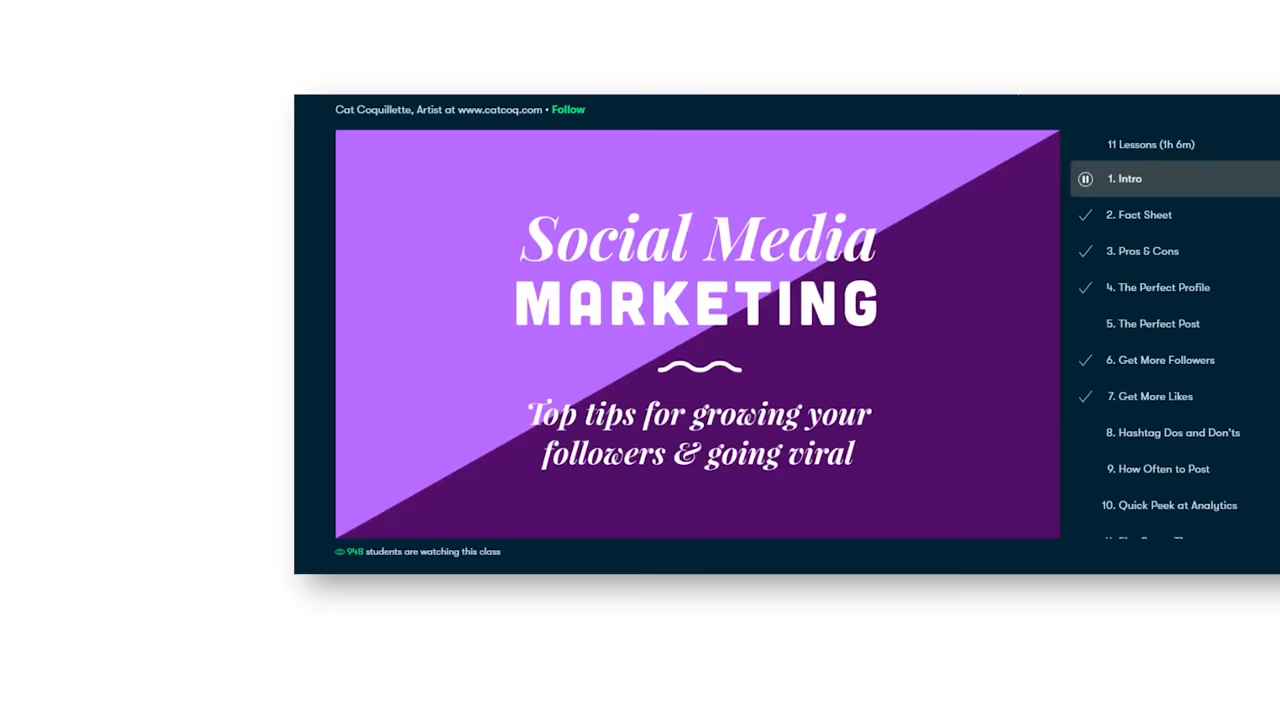 Cat Coquillette, Artist at www.catcoq.com • Follow
Social Media
MARKETING
Top tips for growing your
followers & going viral
948 students are watching this class
11 Lessons (1h 6m)
1. Intro
2. Fact Sheet
3. Pros & Cons
4. The Perfect Profile
5. The Perfect Post
6. Get More Followers
7. Get More Likes
8. Hashtag Dos and Don'ts
9. How Often to Post
10. Quick Peek at Analytics